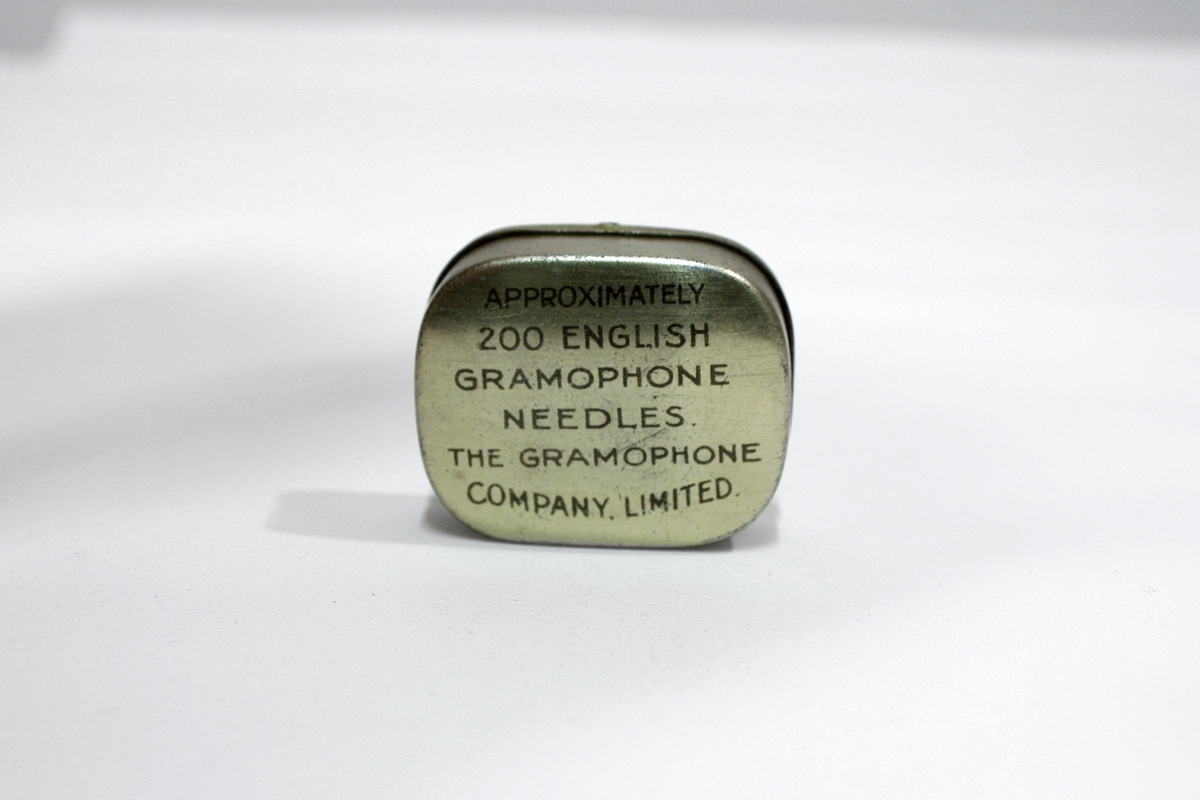 APPROXIMATELY
200 ENGLISH
GRAMOPHONE
NEEDLES.
THE GRAMOPHONE
COMPANY, LIMITED.